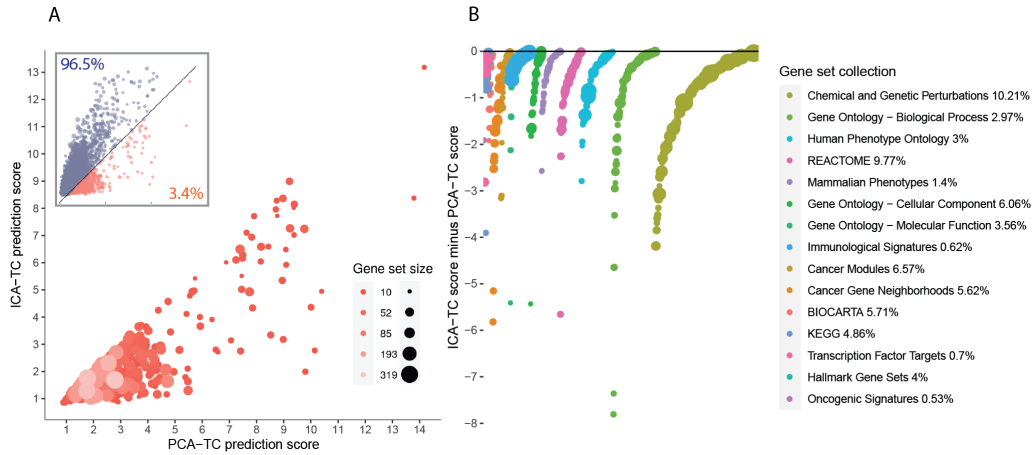 A
96.5%
3.4%
13
12
11
10
9
8
7
6
5
4
3
2
1
ICA−TC prediction score
1 2 3 4 5 6 7 8 9 10 11 12 13 14
PCA−TC prediction score
Gene set size
10
52
85
193
319
B
0
−1
−2
−3
−4
−5
−6
−7
−8
ICA−TC score minus PCA−TC score
Gene set collection
Chemical and Genetic Perturbations 10.21%
Gene Ontology − Biological Process 2.97%
Human Phenotype Ontology 3%
REACTOME 9.77%
Mammalian Phenotypes 1.4%
Gene Ontology − Cellular Component 6.06%
Gene Ontology − Molecular Function 3.56%
Immunological Signatures 0.62%
Cancer Modules 6.57%
Cancer Gene Neighborhoods 5.62%
BIOCARTA 5.71%
KEGG 4.86%
Transcription Factor Targets 0.7%
Hallmark Gene Sets 4%
Oncogenic Signatures 0.53%